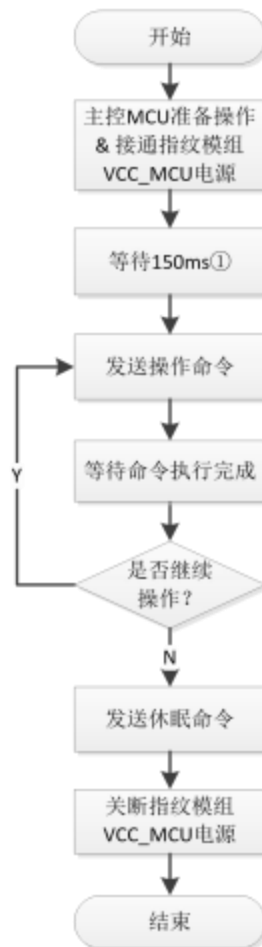 开始
主控MCU准备操作
& 接通指纹模组
VCC_MCU电源
等待150ms①
发送操作命令
等待命令执行完成
Y
是否继续
操作？
N
发送休眠命令
关断指纹模组
VCC_MCU电源
结束